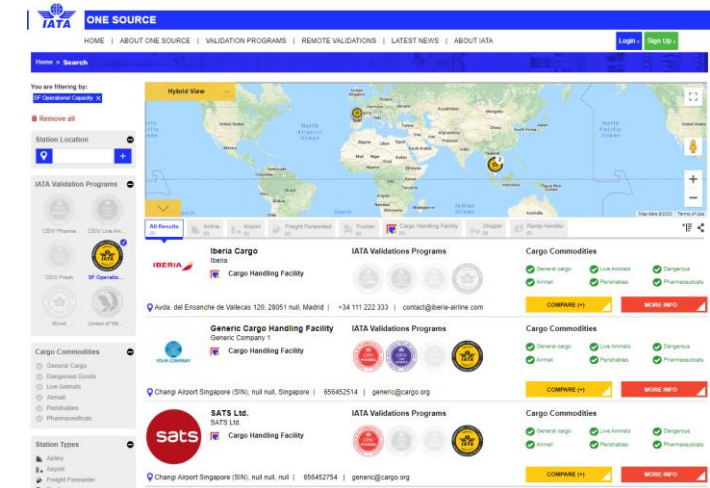 IATA
ONE SOURCE
HOME | ABOUT ONE SOURCE | VALIDATION PROGRAMS | REMOTE VALIDATIONS | LATEST NEWS | ABOUT IATA
Login
Sign Up
Home > Search
You are filtering by:
SF Operational Capacity X
Remove all
Station Location
IATA Validation Programs
CEIV Pharma
CEIV Live An...
CEIV Fresh
SF Operatio...
Cargo Commodities
General Cargo
Dangerous Goods
Live Animals
Airmail
Perishables
Pharmaceuticals
Station Types
Airline
Airport
Freight Forwarder
Hybrid View
North
Atlantic
Ocean
North
Pacific
Ocean
Indian
Ocean
Map data ©2022
Terms of Use
All Results
Airline
Airport
Freight Forwarded
Trucker
Cargo Handling Facility
Shipper
Ramp Handler
Iberia Cargo
Iberia
IBERIA
Cargo Handling Facility
IATA Validations Programs
Cargo Commodities
General cargo
Live Animals
Dangerous
Airmail
Perishables
Pharmaceuticals
Avda. del Ensanche de Vallecas 120, 28051 null, Madrid | +34 111 222 333 | contact@iberia-airline.com
COMPARE (+)
MORE INFO
Generic Cargo Handling Facility
Generic Company 1
YOUR COMPANY
Cargo Handling Facility
IATA Validations Programs
Cargo Commodities
General cargo
Live Animals
Dangerous
Airmail
Perishables
Pharmaceuticals
Changi Airport Singapore (SIN), null null, Singapore | 656452514 | generic@cargo.org
COMPARE (+)
MORE INFO
SATS Ltd.
SATS Ltd
sats
Cargo Handling Facility
IATA Validations Programs
Cargo Commodities
General cargo
Live Animals
Dangerous
Airmail
Perishables
Pharmaceuticals
Changi Airport Singapore (SIN), null null, null | 656452754 | generic@cargo.org
COMPARE (+)
MORE INFO